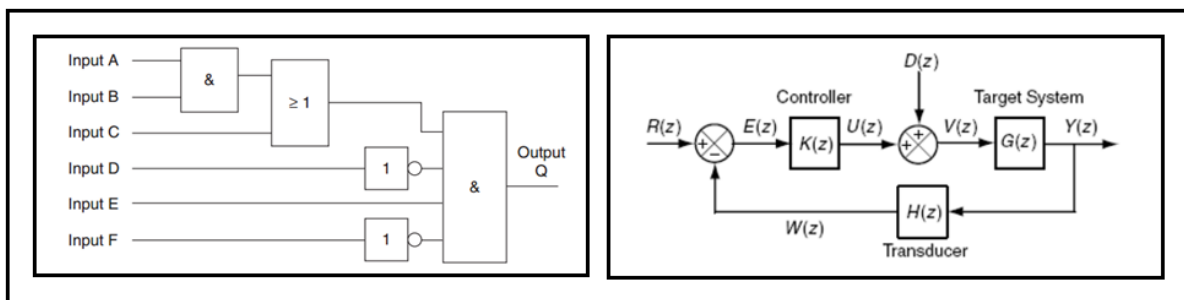 Input A
Input B
Input C
Input D
Input E
Input F
&
≥ 1
1
1
&
Output
Q
D(z)
Controller
Target System
R(z)
E(z)
U(z)
V(z)
Y(z)
+
−
K(z)
+
+
G(z)
H(z)
W(z)
Transducer